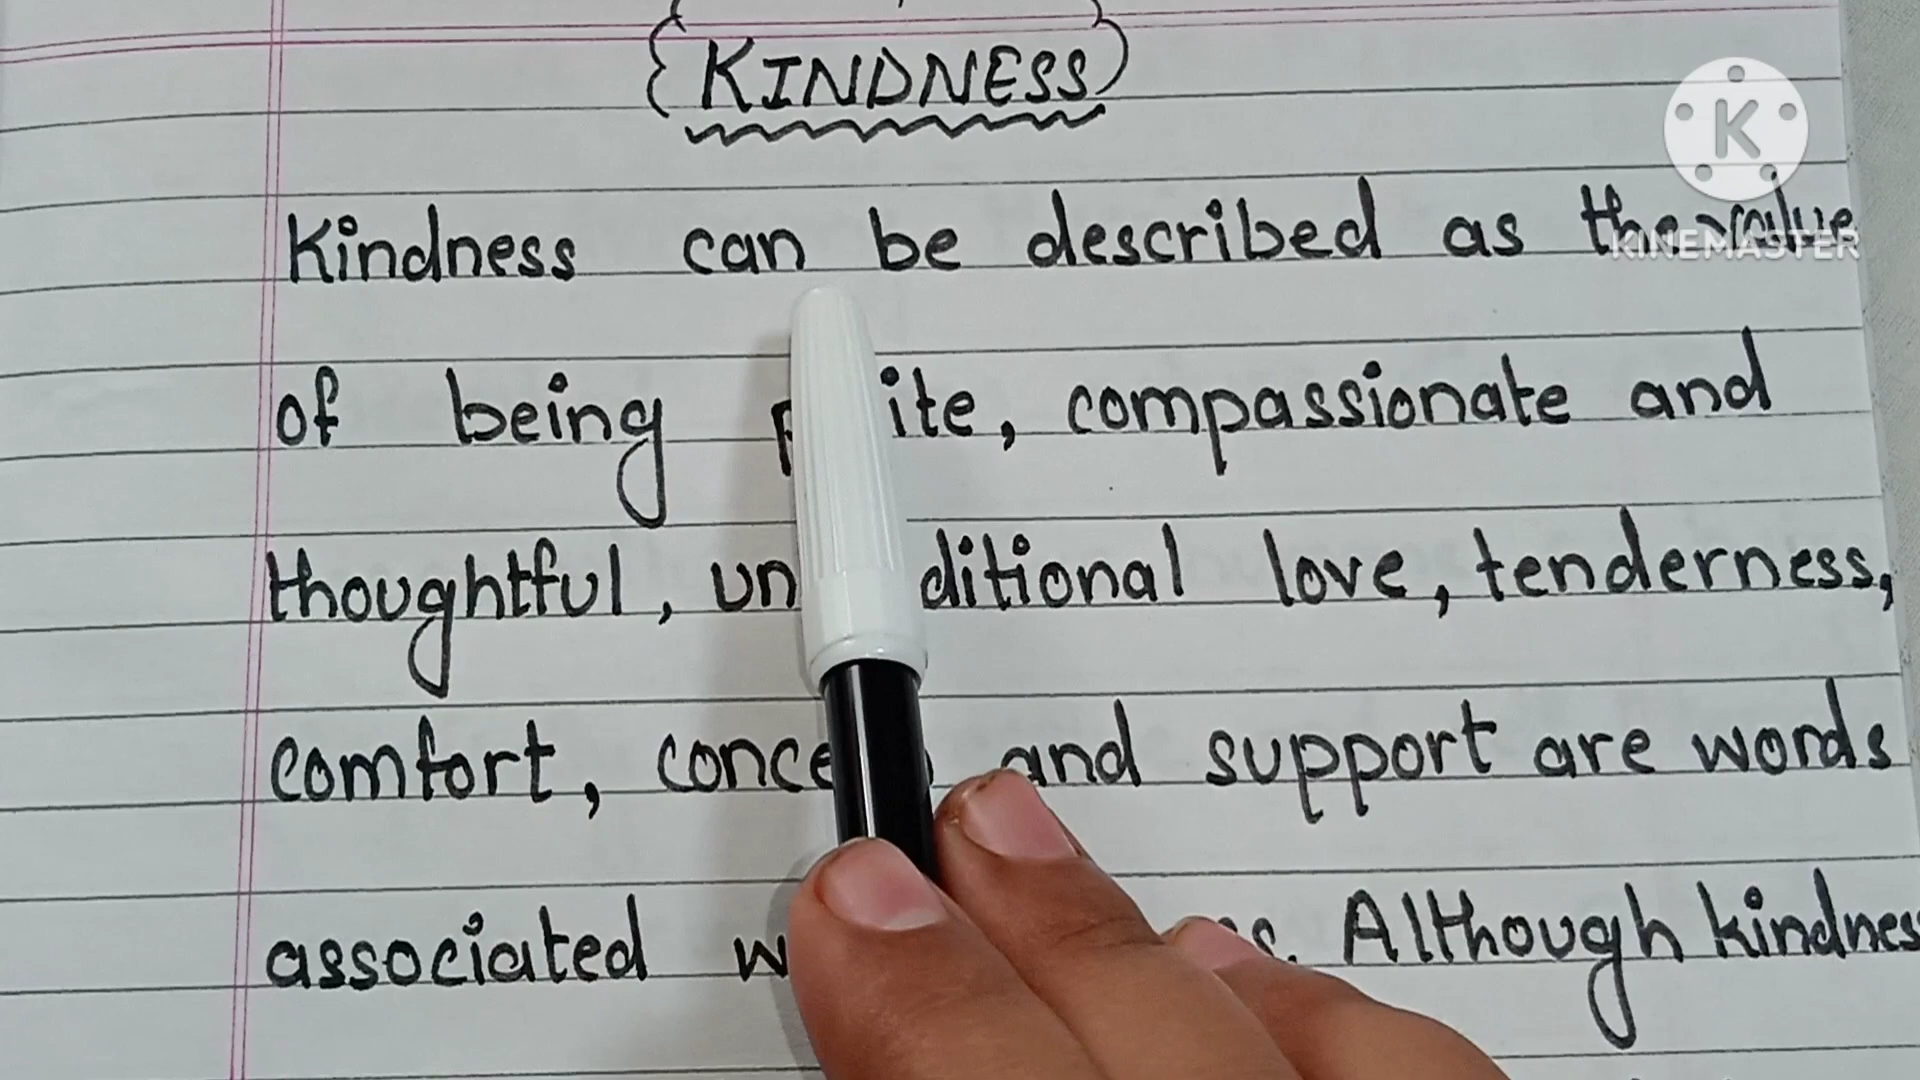 KINDNESS
K
Kindness can be described as the value
KINEMASTER
of being ite, compassionate and
thoughtful, un ditional love, tenderness,
comfort, conce and support are words
associated w s. Although kindness